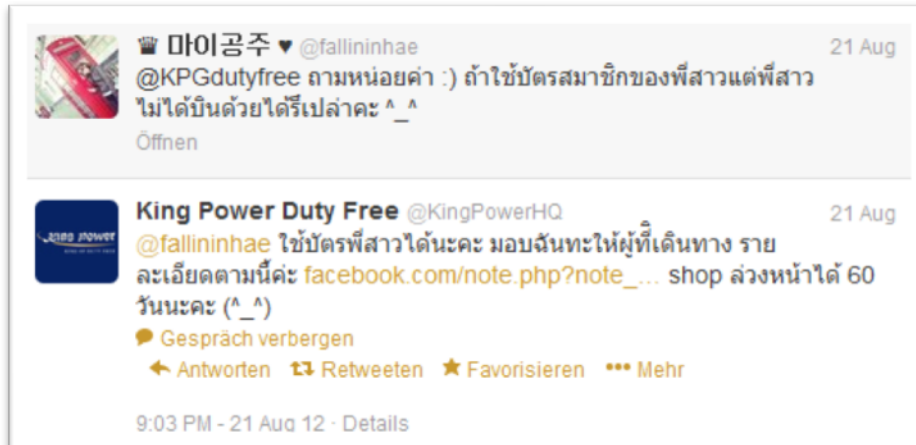 ♛ 마이공주 ♥ @fallininhae 21 Aug
@KPGdutyfree ถามหน่อยค่า :) ถ้าใช้บัตรสมาชิกของพี่สาวแต่พี่สาว
ไม่ได้บินด้วยได้รึเปล่าคะ ^_^
Öffnen
King Power Duty Free @KingPowerHQ 21 Aug
KING POWER
@fallininhae ใช้บัตรพี่สาวได้นะคะ มอบฉันทะให้ผู้ที่เดินทาง ราย
ละเอียดตามนี้ค่ะ facebook.com/note.php?note_... shop ล่วงหน้าได้ 60
วันนะคะ (^_^)
Gespräch verbergen
Antworten Retweeten Favorisieren Mehr
9:03 PM - 21 Aug 12 · Details